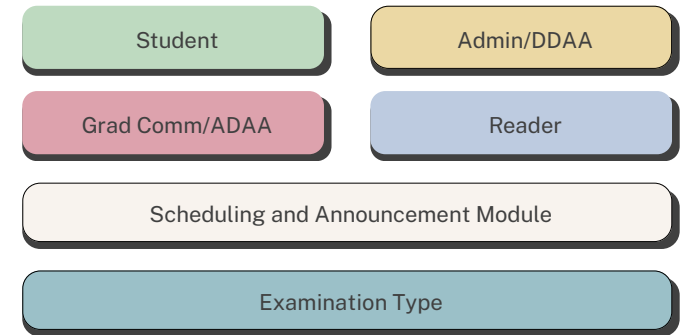 Student
Admin/DDAA
Grad Comm/ADAA
Reader
Scheduling and Announcement Module
Examination Type